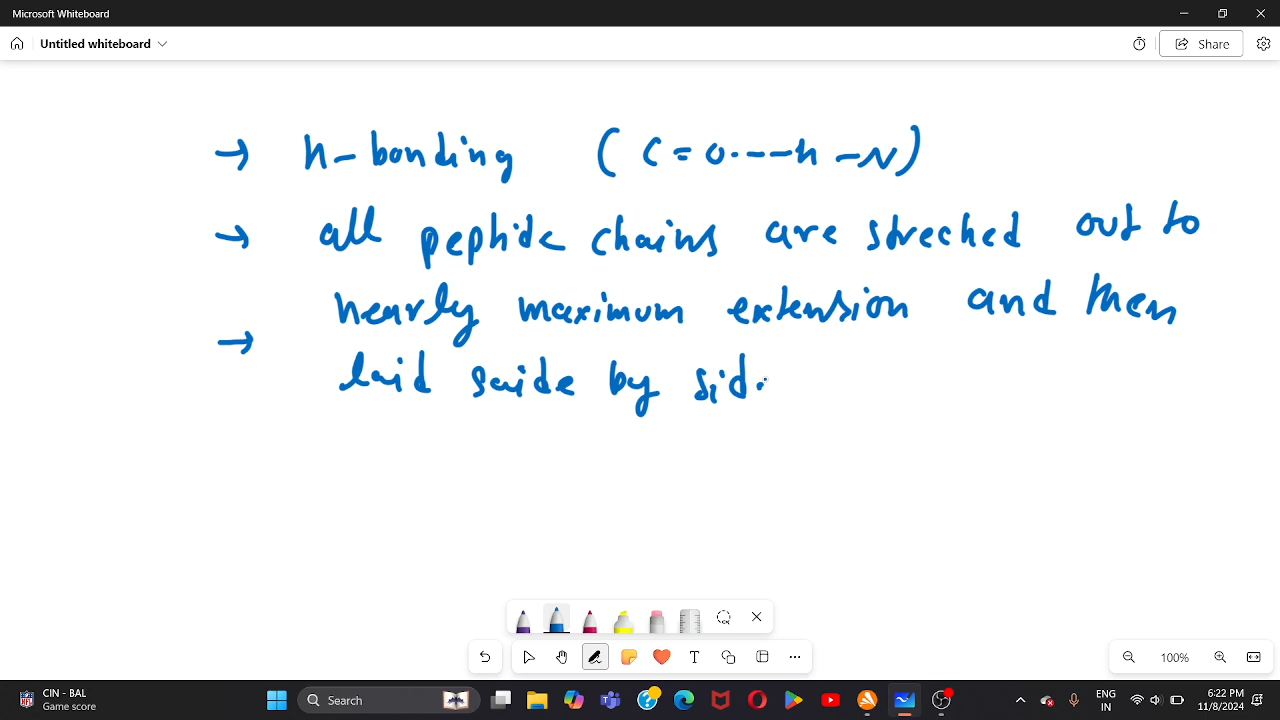 Microsoft Whiteboard
Untitled whiteboard
Share
→ h-bonding ( C = O----h -N)
→ all peptide chains are streched out to
nearly maximum extension and then
→
laid suide by sid
100%
CIN - BAL
Game score
Search
ENG
IN
6:22 PM
11/8/2024